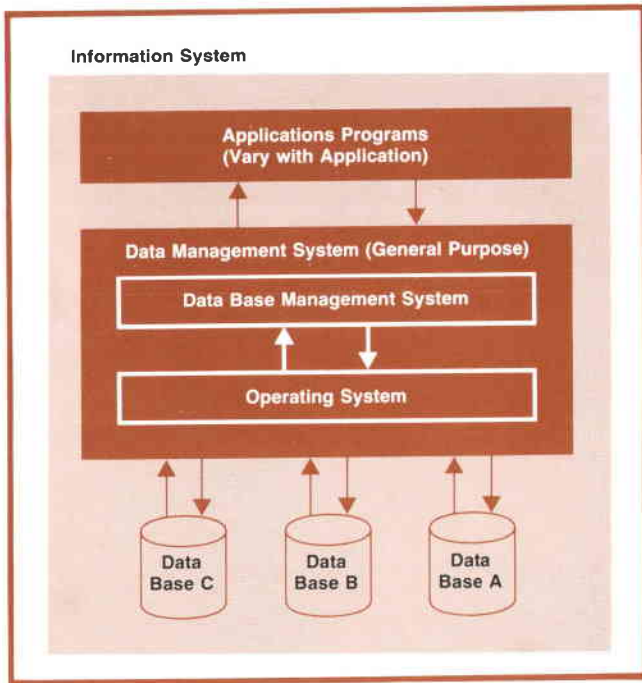 Information System
Applications Programs
(Vary with Application)
Data Management System (General Purpose)
Data Base Management System
Operating System
Data
Base C
Data
Base B
Data
Base A